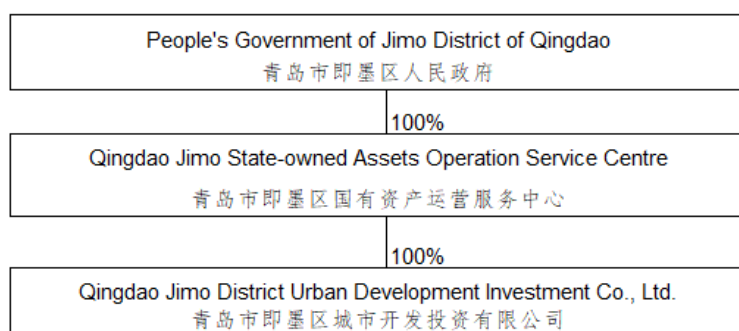 People's Government of Jimo District of Qingdao
青岛市即墨区人民政府
100%
Qingdao Jimo State-owned Assets Operation Service Centre
青岛市即墨区国有资产运营服务中心
100%
Qingdao Jimo District Urban Development Investment Co., Ltd.
青岛市即墨区城市开发投资有限公司